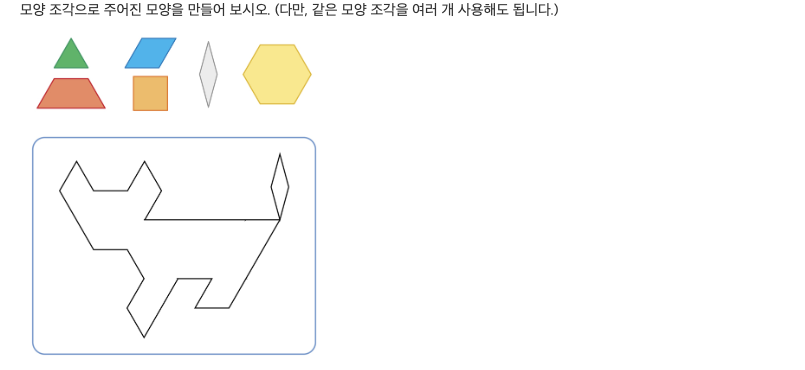 모양 조각으로 주어진 모양을 만들어 보시오. (다만, 같은 모양 조각을 여러 개 사용해도 됩니다.)